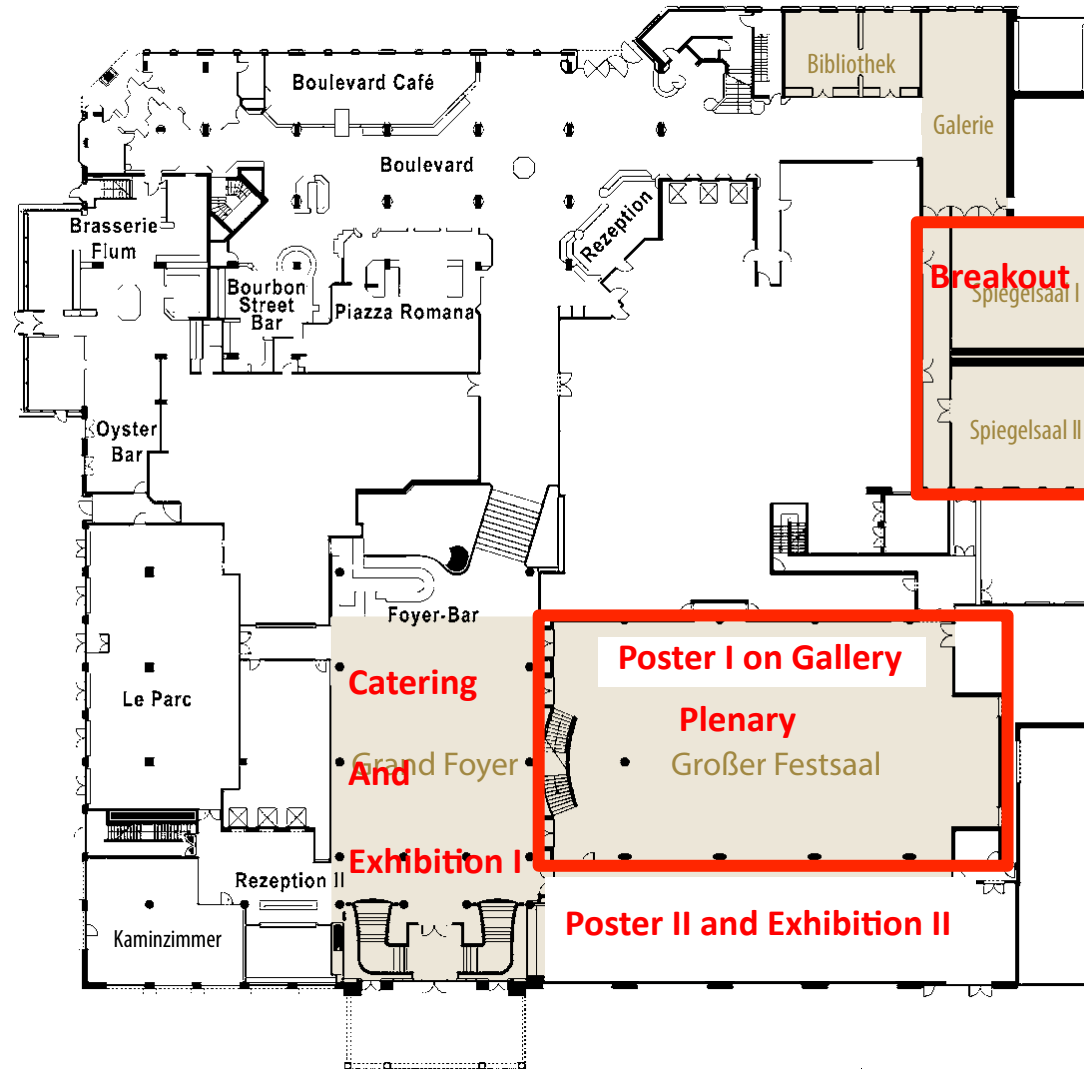 Bibliothek
Boulevard Café
Galerie
Boulevard
Rezeption
Brasserie
Flum
Breakout
Spiegelsaal I
Bourbon
Street
Bar
Piazza Romana
Oyster
Bar
Spiegelsaal II
Foyer-Bar
Poster I on Gallery
Catering
Le Parc
Plenary
Grand Foyer
And
Großer Festsaal
Exhibition I
Rezeption II
Poster II and Exhibition II
Kaminzimmer